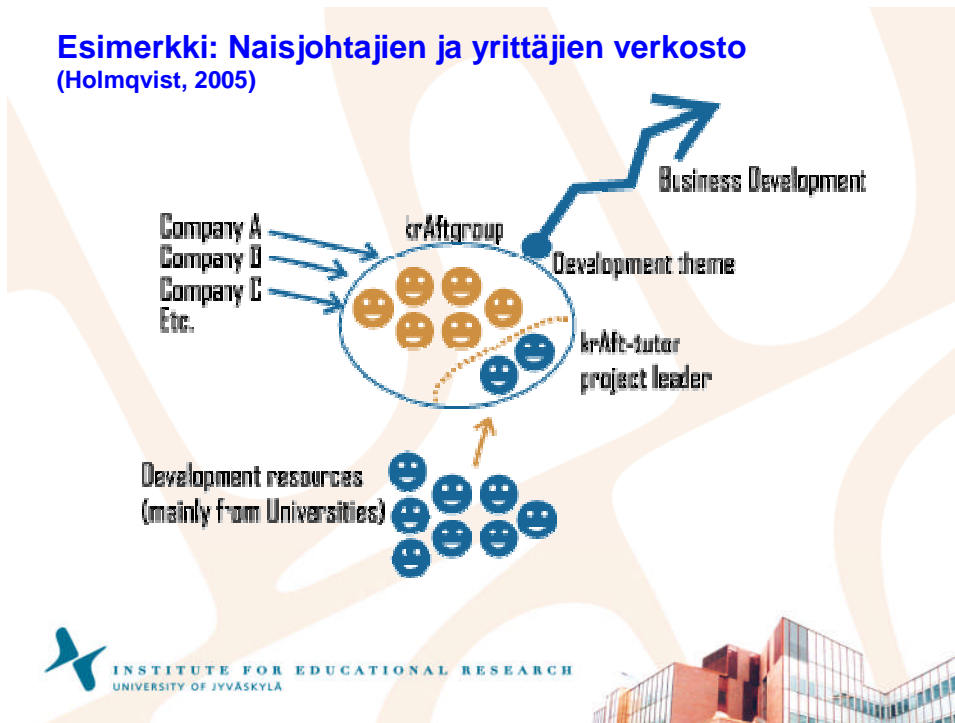 Esimerkki: Naisjohtajien ja yrittäjien verkosto
(Holmqvist, 2005)
Business Development
Company A
krAftgroup
Company B
Development theme
Company C
Etc.
krAft-tutor
project leader
Development resources
(mainly from Universities)
INSTITUTE FOR EDUCATIONAL RESEARCH
UNIVERSITY OF JYVÄSKYLÄ